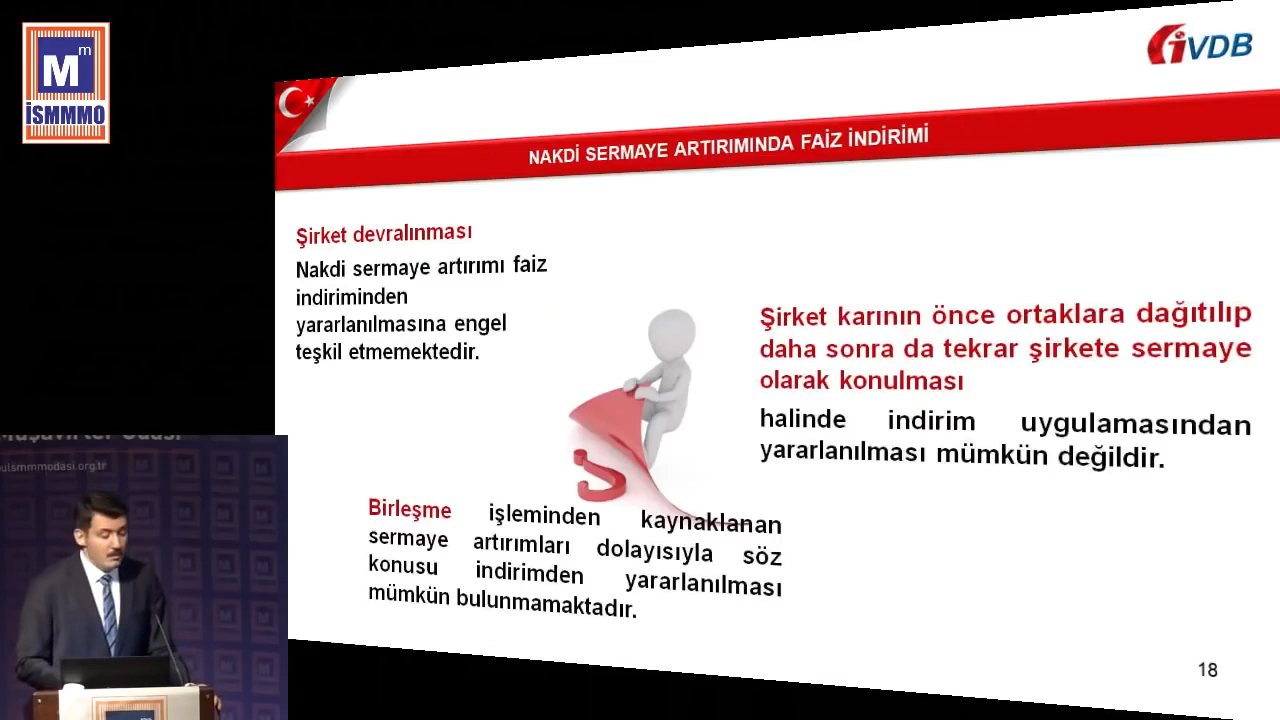 m
M
İSMMMO
İVDB
NAKDİ SERMAYE ARTIRIMINDA FAİZ İNDİRİMİ
Şirket devralınması
Nakdi sermaye artırımı faiz
indiriminden
yararlanılmasına engel
teşkil etmemektedir.
Şirket karının önce ortaklara dağıtılıp
daha sonra da tekrar şirkete sermaye
olarak konulması
halinde indirim uygulamasından
yararlanılması mümkün değildir.
Birleşme işleminden kaynaklanan
sermaye artırımları dolayısıyla söz
konusu indirimden yararlanılması
mümkün bulunmamaktadır.
18